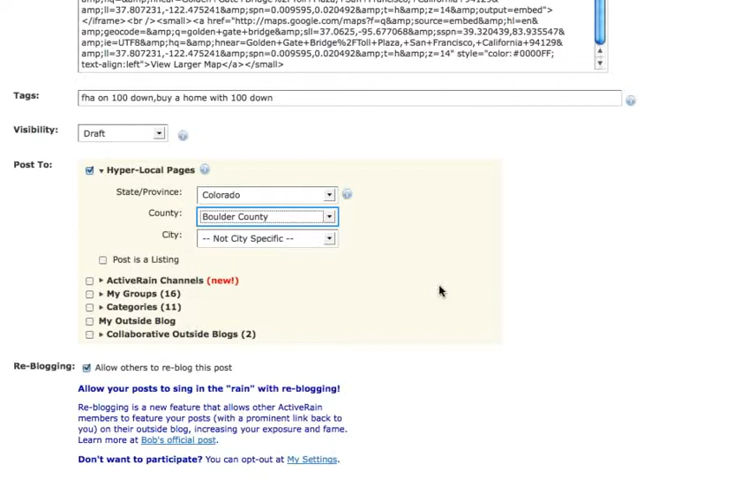 &ll=37.807231,-122.475241&amp;spn=0.009595,0.020492&amp;t=h&amp;z=14&amp;output=embed">
</iframe><br /><small><a href="http://maps.google.com/maps?f=q&amp;source=embed&amp;hl=en&
amp;geocode=&amp;q=golden+gate+bridge&amp;sll=37.0625,-95.677068&amp;sspn=39.320439,83.935547&
amp;ie=UTF8&amp;hq=&amp;hnear=Golden+Gate+Bridge%2FToll+Plaza,+San+Francisco,+California+94129&
amp;ll=37.807231,-122.475241&amp;spn=0.009595,0.020492&amp;t=h&amp;z=14" style="color:#0000FF;
text-align:left">View Larger Map</a></small>
Tags: fha on 100 down,buy a home with 100 down
Visibility: Draft
Post To: Hyper-Local Pages
State/Province: Colorado
County: Boulder County
City: -- Not City Specific --
Post is a Listing
ActiveRain Channels (new!)
My Groups (16)
Categories (11)
My Outside Blog
Collaborative Outside Blogs (2)
Re-Blogging: Allow others to re-blog this post
Allow your posts to sing in the "rain" with re-blogging!
Re-blogging is a new feature that allows other ActiveRain
members to feature your posts (with a prominent link back to
you) on their outside blog, increasing your exposure and fame.
Learn more at Bob's official post.
Don't want to participate? You can opt-out at My Settings.